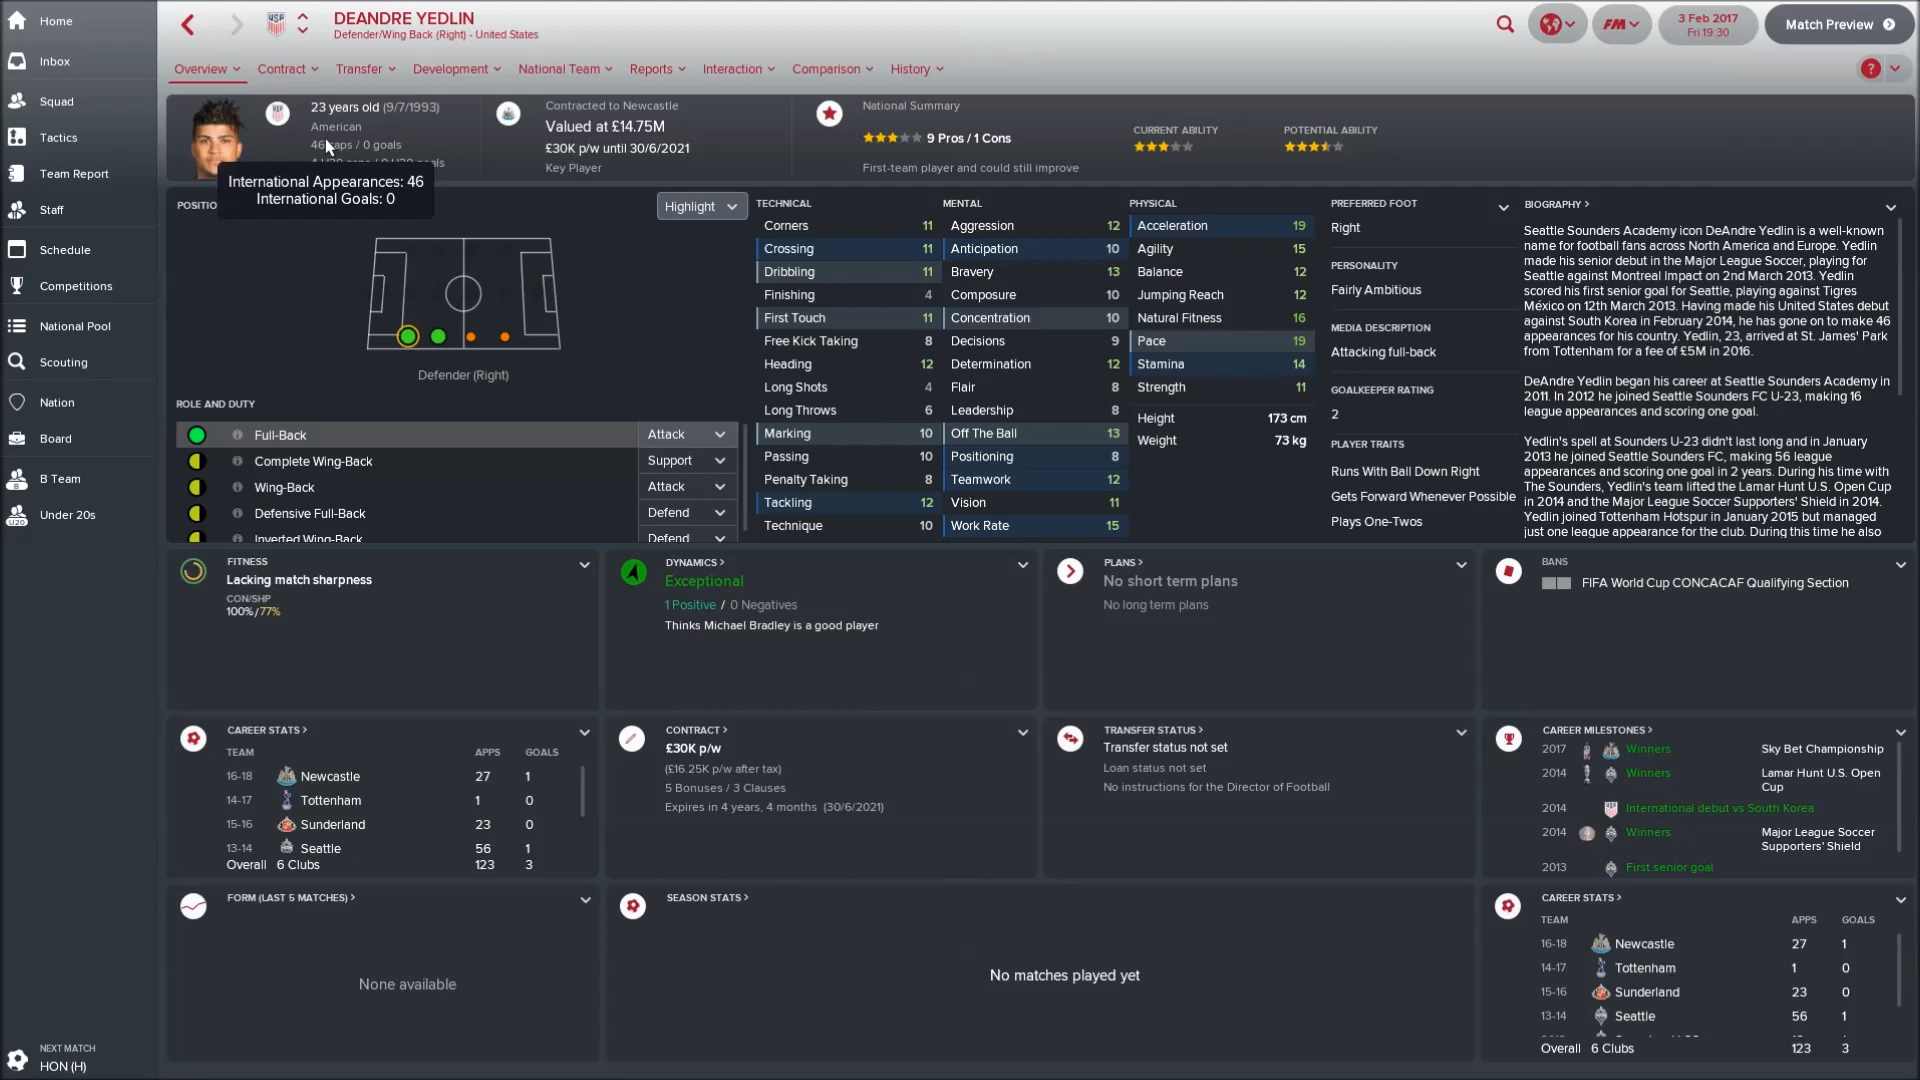 Home
Inbox
Squad
Tactics
Team Report
Staff
Schedule
Competitions
National Pool
Scouting
Nation
Board
B Team
Under 20s
NEXT MATCH
HON (H)
DEANDRE YEDLIN
Defender/Wing Back (Right) - United States
FM
3 Feb 2017
Fri 19:30
Match Preview
Overview
Contract
Transfer
Development
National Team
Reports
Interaction
Comparison
History
?
23 years old (9/7/1993)
American
46 caps / 0 goals
International Appearances: 46
International Goals: 0
Contracted to Newcastle
Valued at £14.75M
£30K p/w until 30/6/2021
Key Player
National Summary
9 Pros / 1 Cons
First-team player and could still improve
CURRENT ABILITY
POTENTIAL ABILITY
Highlight
Defender (Right)
ROLE AND DUTY
Full-Back Attack
Complete Wing-Back Support
Wing-Back Attack
Defensive Full-Back Defend
Inverted Wing-Back Defend
TECHNICAL
Corners 11
Crossing 11
Dribbling 11
Finishing 4
First Touch 11
Free Kick Taking 8
Heading 12
Long Shots 4
Long Throws 6
Marking 10
Passing 10
Penalty Taking 8
Tackling 12
Technique 10
MENTAL
Aggression 12
Anticipation 10
Bravery 13
Composure 10
Concentration 10
Decisions 9
Determination 12
Flair 8
Leadership 8
Off The Ball 13
Positioning 8
Teamwork 12
Vision 11
Work Rate 15
PHYSICAL
Acceleration 19
Agility 15
Balance 12
Jumping Reach 12
Natural Fitness 16
Pace 19
Stamina 14
Strength 11
Height 173 cm
Weight 73 kg
PREFERRED FOOT
Right
PERSONALITY
Fairly Ambitious
MEDIA DESCRIPTION
Attacking full-back
GOALKEEPER RATING
2
PLAYER TRAITS
Runs With Ball Down Right
Gets Forward Whenever Possible
Plays One-Twos
BIOGRAPHY >
Seattle Sounders Academy icon DeAndre Yedlin is a well-known
name for football fans across North America and Europe. Yedlin
made his senior debut in the Major League Soccer, playing for
Seattle against Montreal Impact on 2nd March 2013. Yedlin
scored his first senior goal for Seattle, playing against Tigres
México on 12th March 2013. Having made his United States debut
against South Korea in February 2014, he has gone on to make 46
appearances for his country. Yedlin, 23, arrived at St. James' Park
from Tottenham for a fee of £5M in 2016.
DeAndre Yedlin began his career at Seattle Sounders Academy in
2011. In 2012 he joined Seattle Sounders FC U-23, making 16
league appearances and scoring one goal.
Yedlin's spell at Sounders U-23 didn't last long and in January
2013 he joined Seattle Sounders FC, making 56 league
appearances and scoring one goal in 2 years. During his time with
The Sounders, Yedlin's team lifted the Lamar Hunt U.S. Open Cup
in 2014 and the Major League Soccer Supporters' Shield in 2014.
Yedlin joined Tottenham Hotspur in January 2015 but managed
just one league appearance for the club. During this time he also
FITNESS
Lacking match sharpness
CON/SHP
100%/77%
DYNAMICS >
Exceptional
1 Positive / 0 Negatives
Thinks Michael Bradley is a good player
PLANS >
No short term plans
No long term plans
BANS
FIFA World Cup CONCACAF Qualifying Section
CAREER STATS >
TEAM APPS GOALS
16-18 Newcastle 27 1
14-17 Tottenham 1 0
15-16 Sunderland 23 0
13-14 Seattle 56 1
Overall 6 Clubs 123 3
CONTRACT >
£30K p/w
(£16.25K p/w after tax)
5 Bonuses / 3 Clauses
Expires in 4 years, 4 months (30/6/2021)
TRANSFER STATUS >
Transfer status not set
Loan status not set
No instructions for the Director of Football
CAREER MILESTONES >
2017 Winners Sky Bet Championship
2014 Winners Lamar Hunt U.S. Open
Cup
2014 International debut vs South Korea
2014 Winners Major League Soccer
Supporters' Shield
2013 First senior goal
FORM (LAST 5 MATCHES) >
None available
SEASON STATS >
No matches played yet
CAREER STATS >
TEAM APPS GOALS
16-18 Newcastle 27 1
14-17 Tottenham 1 0
15-16 Sunderland 23 0
13-14 Seattle 56 1
Overall 6 Clubs 123 3